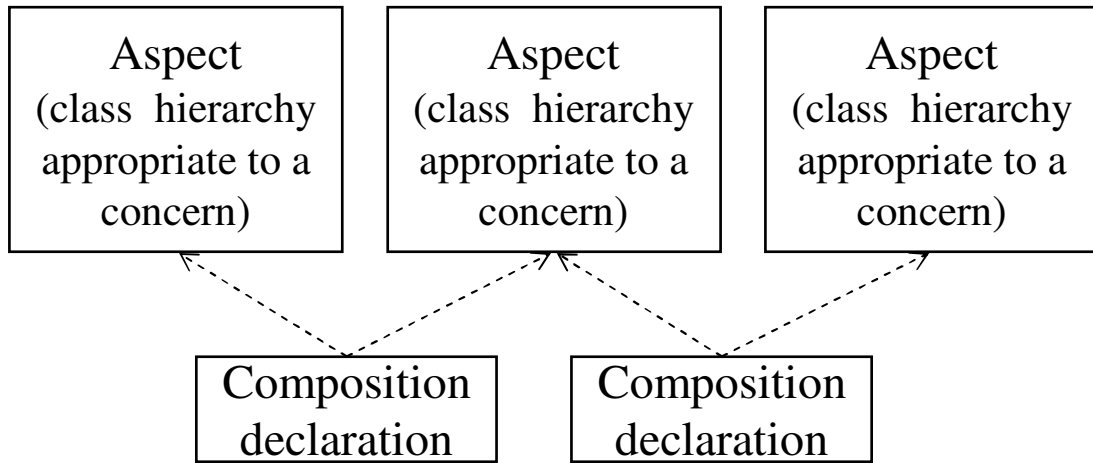 Aspect
(class hierarchy
appropriate to a
concern)
Aspect
(class hierarchy
appropriate to a
concern)
Aspect
(class hierarchy
appropriate to a
concern)
Composition
declaration
Composition
declaration